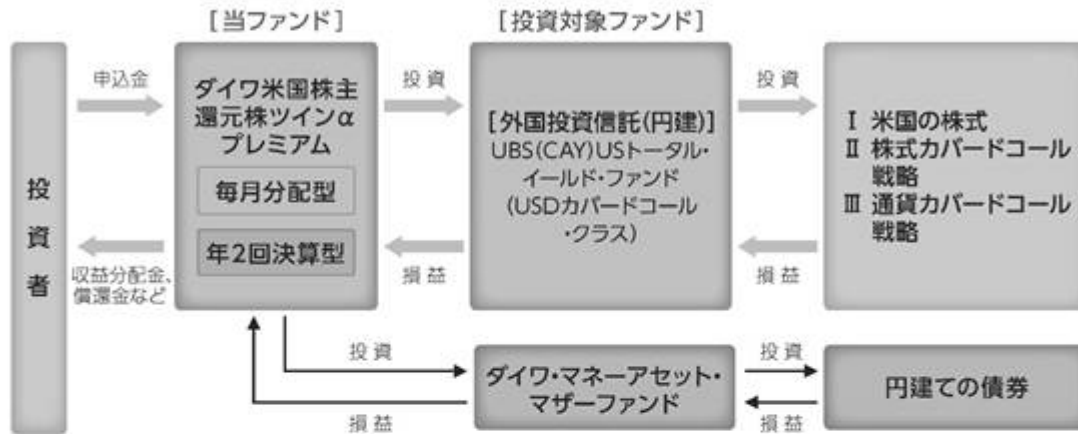 [当ファンド]
[投資対象ファンド]
投資者
申込金
収益分配金、
償還金など
ダイワ米国株主
還元株ツインα
プレミアム
毎月分配型
年2回決算型
投資
損益
[外国投資信託(円建)]
UBS(CAY)USトータル・
イールド・ファンド
(USDカバードコール
・クラス)
投資
損益
Ⅰ 米国の株式
Ⅱ 株式カバードコール
戦略
Ⅲ 通貨カバードコール
戦略
投資
損益
ダイワ・マネーアセット・
マザーファンド
投資
損益
円建ての債券